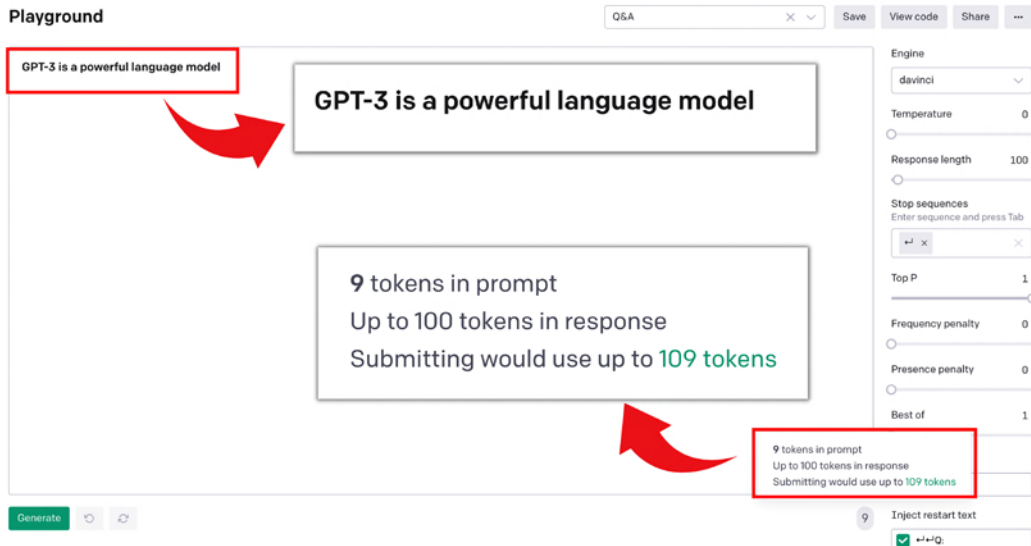 Playground
Q&A
Save
View code
Share
GPT-3 is a powerful language model
GPT-3 is a powerful language model
9 tokens in prompt
Up to 100 tokens in response
Submitting would use up to 109 tokens
9 tokens in prompt
Up to 100 tokens in response
Submitting would use up to 109 tokens
Generate
9
Engine
davinci
Temperature 0
Response length 100
Stop sequences
Enter sequence and press Tab
↵ ×
Top P 1
Frequency penalty 0
Presence penalty 0
Best of 1
Inject restart text
↵↵Q: